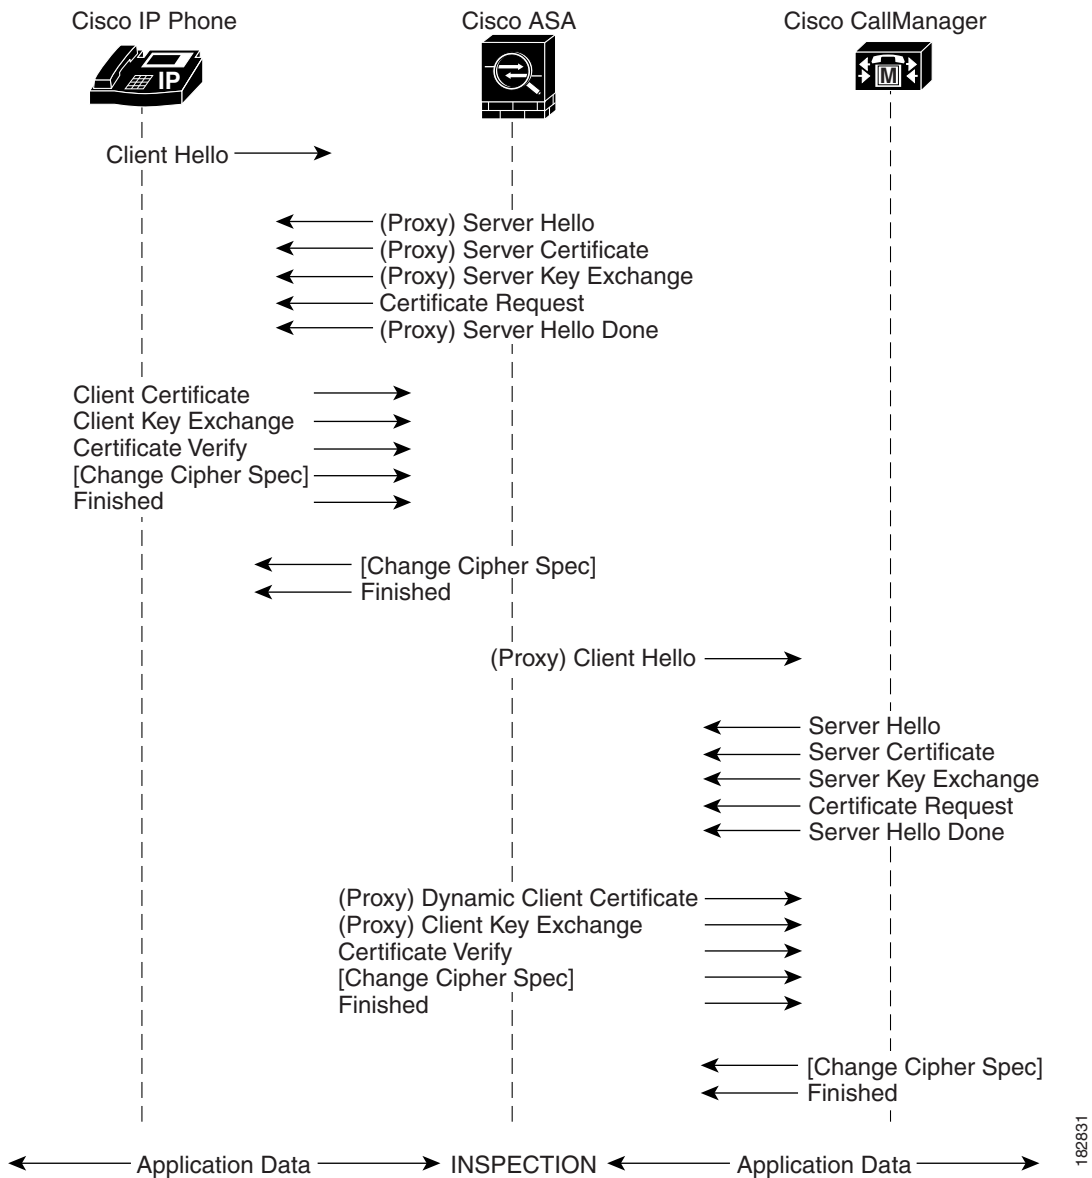 Cisco IP Phone
Cisco ASA
Cisco CallManager
IP
M
Client Hello
(Proxy) Server Hello
(Proxy) Server Certificate
(Proxy) Server Key Exchange
Certificate Request
(Proxy) Server Hello Done
Client Certificate
Client Key Exchange
Certificate Verify
[Change Cipher Spec]
Finished
[Change Cipher Spec]
Finished
(Proxy) Client Hello
Server Hello
Server Certificate
Server Key Exchange
Certificate Request
Server Hello Done
(Proxy) Dynamic Client Certificate
(Proxy) Client Key Exchange
Certificate Verify
[Change Cipher Spec]
Finished
[Change Cipher Spec]
Finished
Application Data
INSPECTION
Application Data
182831